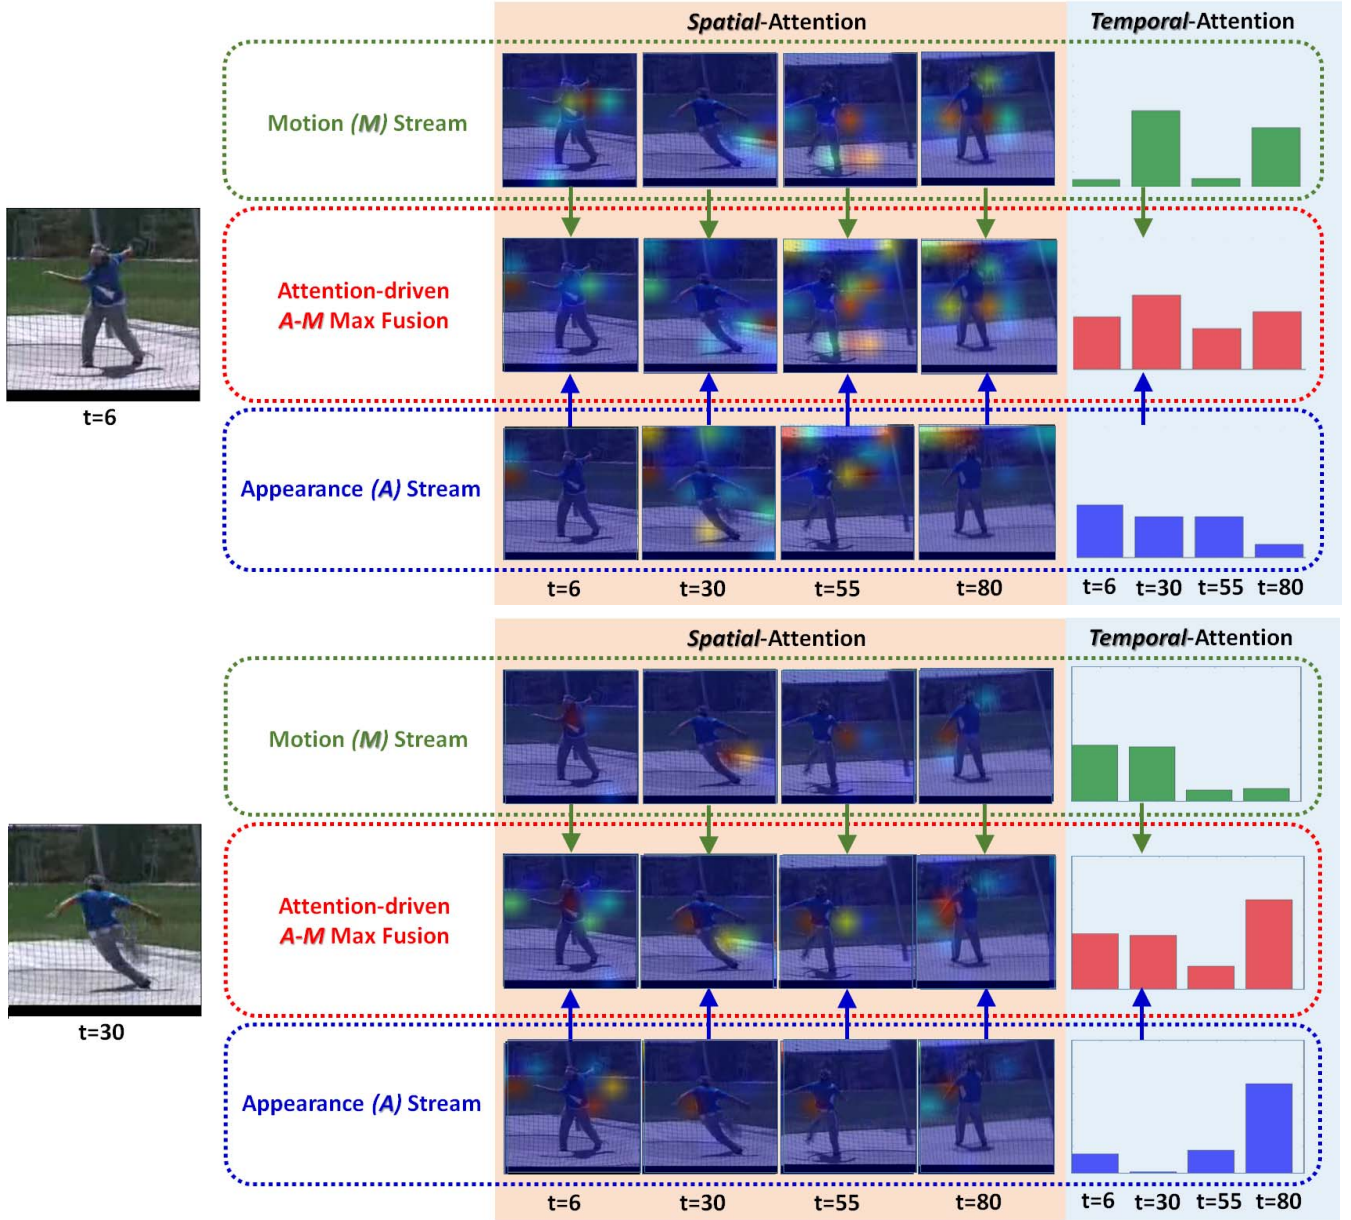 Spatial-Attention
Temporal-Attention
Motion (M) Stream
Attention-driven
A-M Max Fusion
t=6
Appearance (A) Stream
t=6 t=30 t=55 t=80
t=6 t=30 t=55 t=80
Spatial-Attention
Temporal-Attention
Motion (M) Stream
Attention-driven
A-M Max Fusion
t=30
Appearance (A) Stream
t=6 t=30 t=55 t=80
t=6 t=30 t=55 t=80